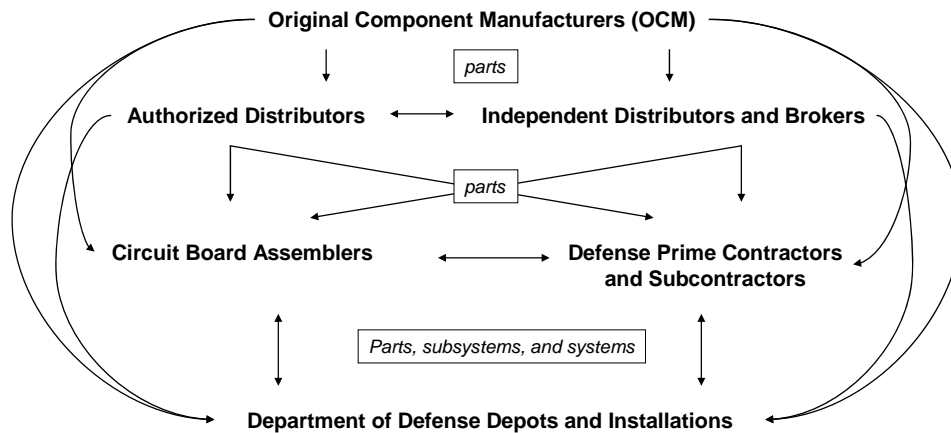 Original Component Manufacturers (OCM)
parts
Authorized Distributors
Independent Distributors and Brokers
parts
Circuit Board Assemblers
Defense Prime Contractors
and Subcontractors
Parts, subsystems, and systems
Department of Defense Depots and Installations